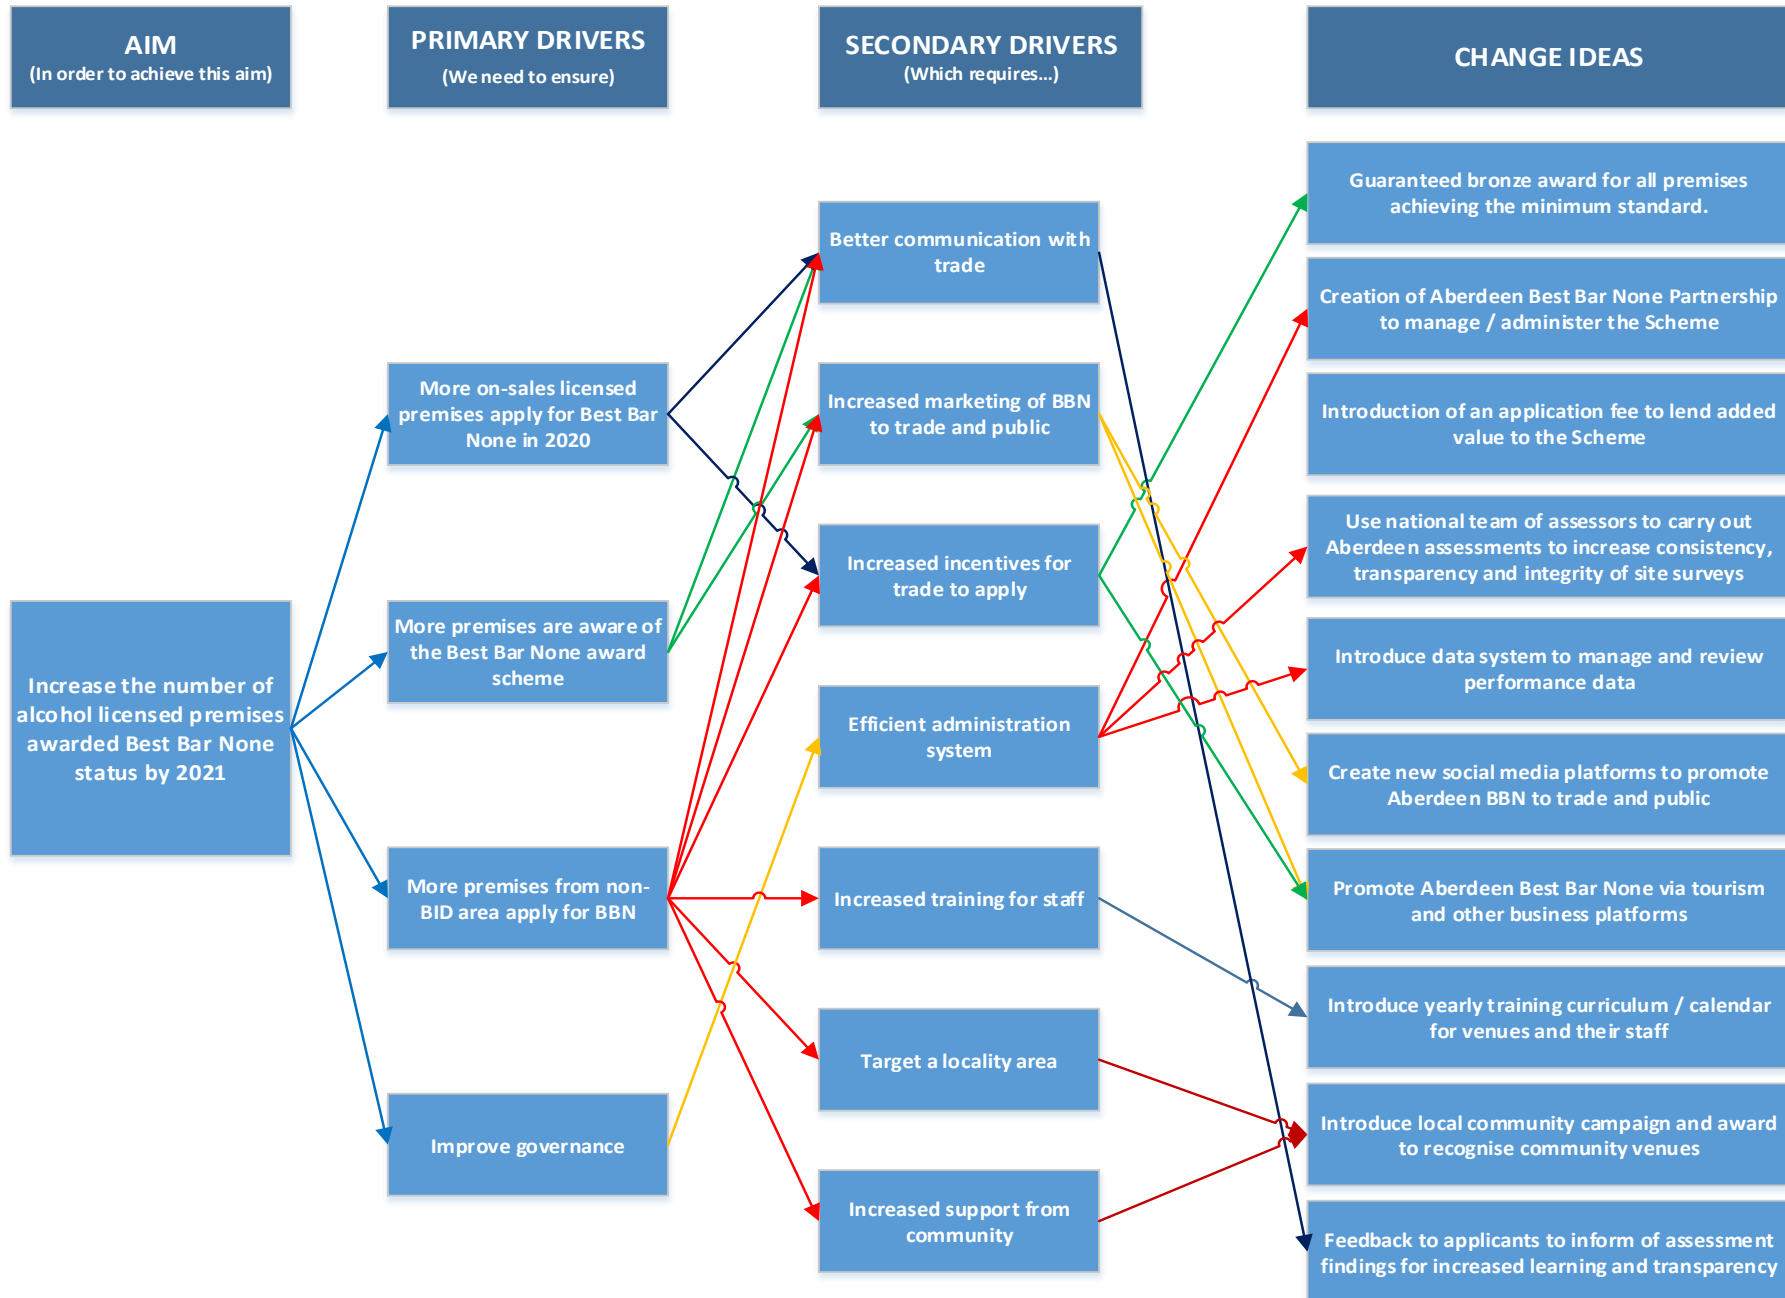 AIM
(In order to achieve this aim)
PRIMARY DRIVERS
(We need to ensure)
SECONDARY DRIVERS
(Which requires...)
CHANGE IDEAS
Increase the number of
alcohol licensed premises
awarded Best Bar None
status by 2021
More on-sales licensed
premises apply for Best Bar
None in 2020
More premises are aware of
the Best Bar None award
scheme
More premises from non-
BID area apply for BBN
Improve governance
Better communication with
trade
Increased marketing of BBN
to trade and public
Increased incentives for
trade to apply
Efficient administration
system
Increased training for staff
Target a locality area
Increased support from
community
Guaranteed bronze award for all premises
achieving the minimum standard.
Creation of Aberdeen Best Bar None Partnership
to manage / administer the Scheme
Introduction of an application fee to lend added
value to the Scheme
Use national team of assessors to carry out
Aberdeen assessments to increase consistency,
transparency and integrity of site surveys
Introduce data system to manage and review
performance data
Create new social media platforms to promote
Aberdeen BBN to trade and public
Promote Aberdeen Best Bar None via tourism
and other business platforms
Introduce yearly training curriculum / calendar
for venues and their staff
Introduce local community campaign and award
to recognise community venues
Feedback to applicants to inform of assessment
findings for increased learning and transparency